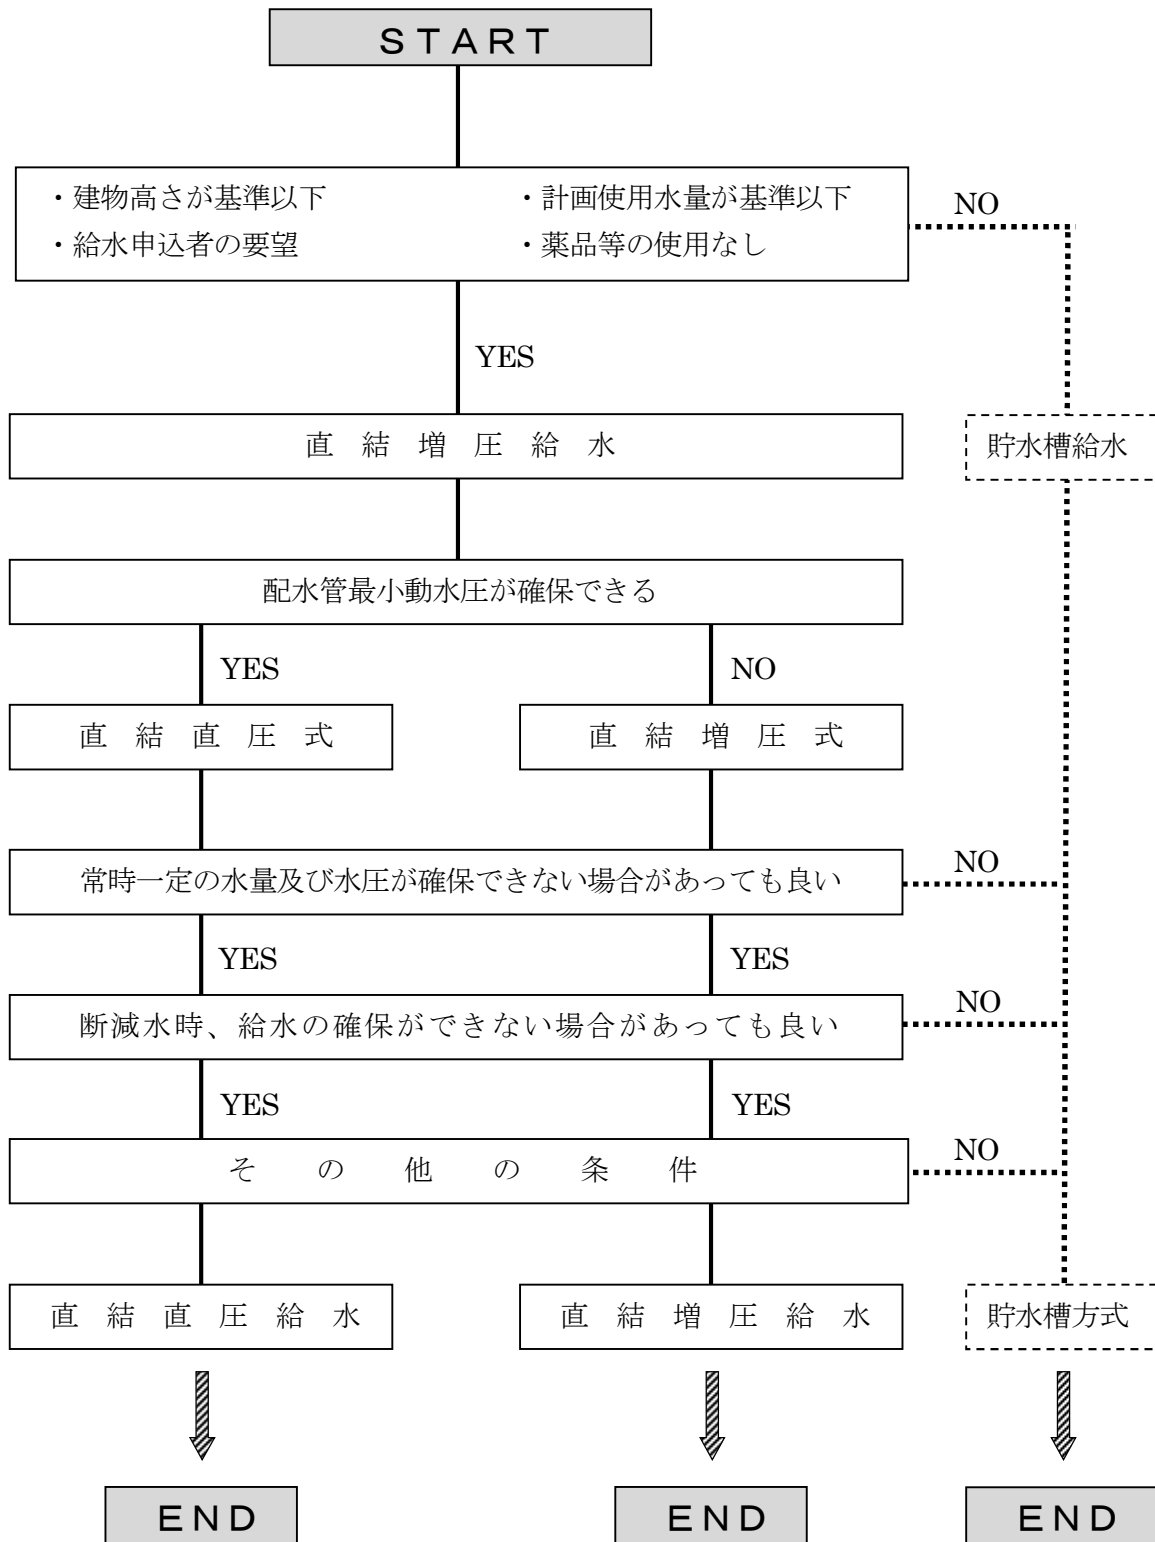 START
・建物高さが基準以下 ・計画使用水量が基準以下
・給水申込者の要望 ・薬品等の使用なし
NO
YES
直結増圧給水
貯水槽給水
配水管最小動水圧が確保できる
YES NO
直結直圧式 直結増圧式
常時一定の水量及び水圧が確保できない場合があっても良い
NO
YES YES
断減水時、給水の確保ができない場合があっても良い
NO
YES YES
その他の条件
NO
直結直圧給水 直結増圧給水 貯水槽方式
END END END